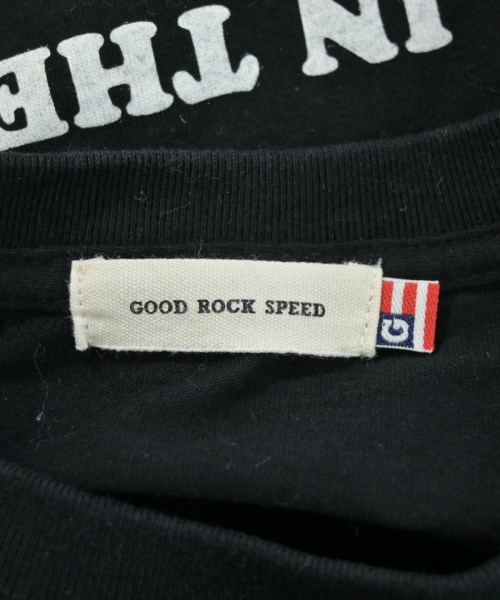 IN THE
GOOD ROCK SPEED
G